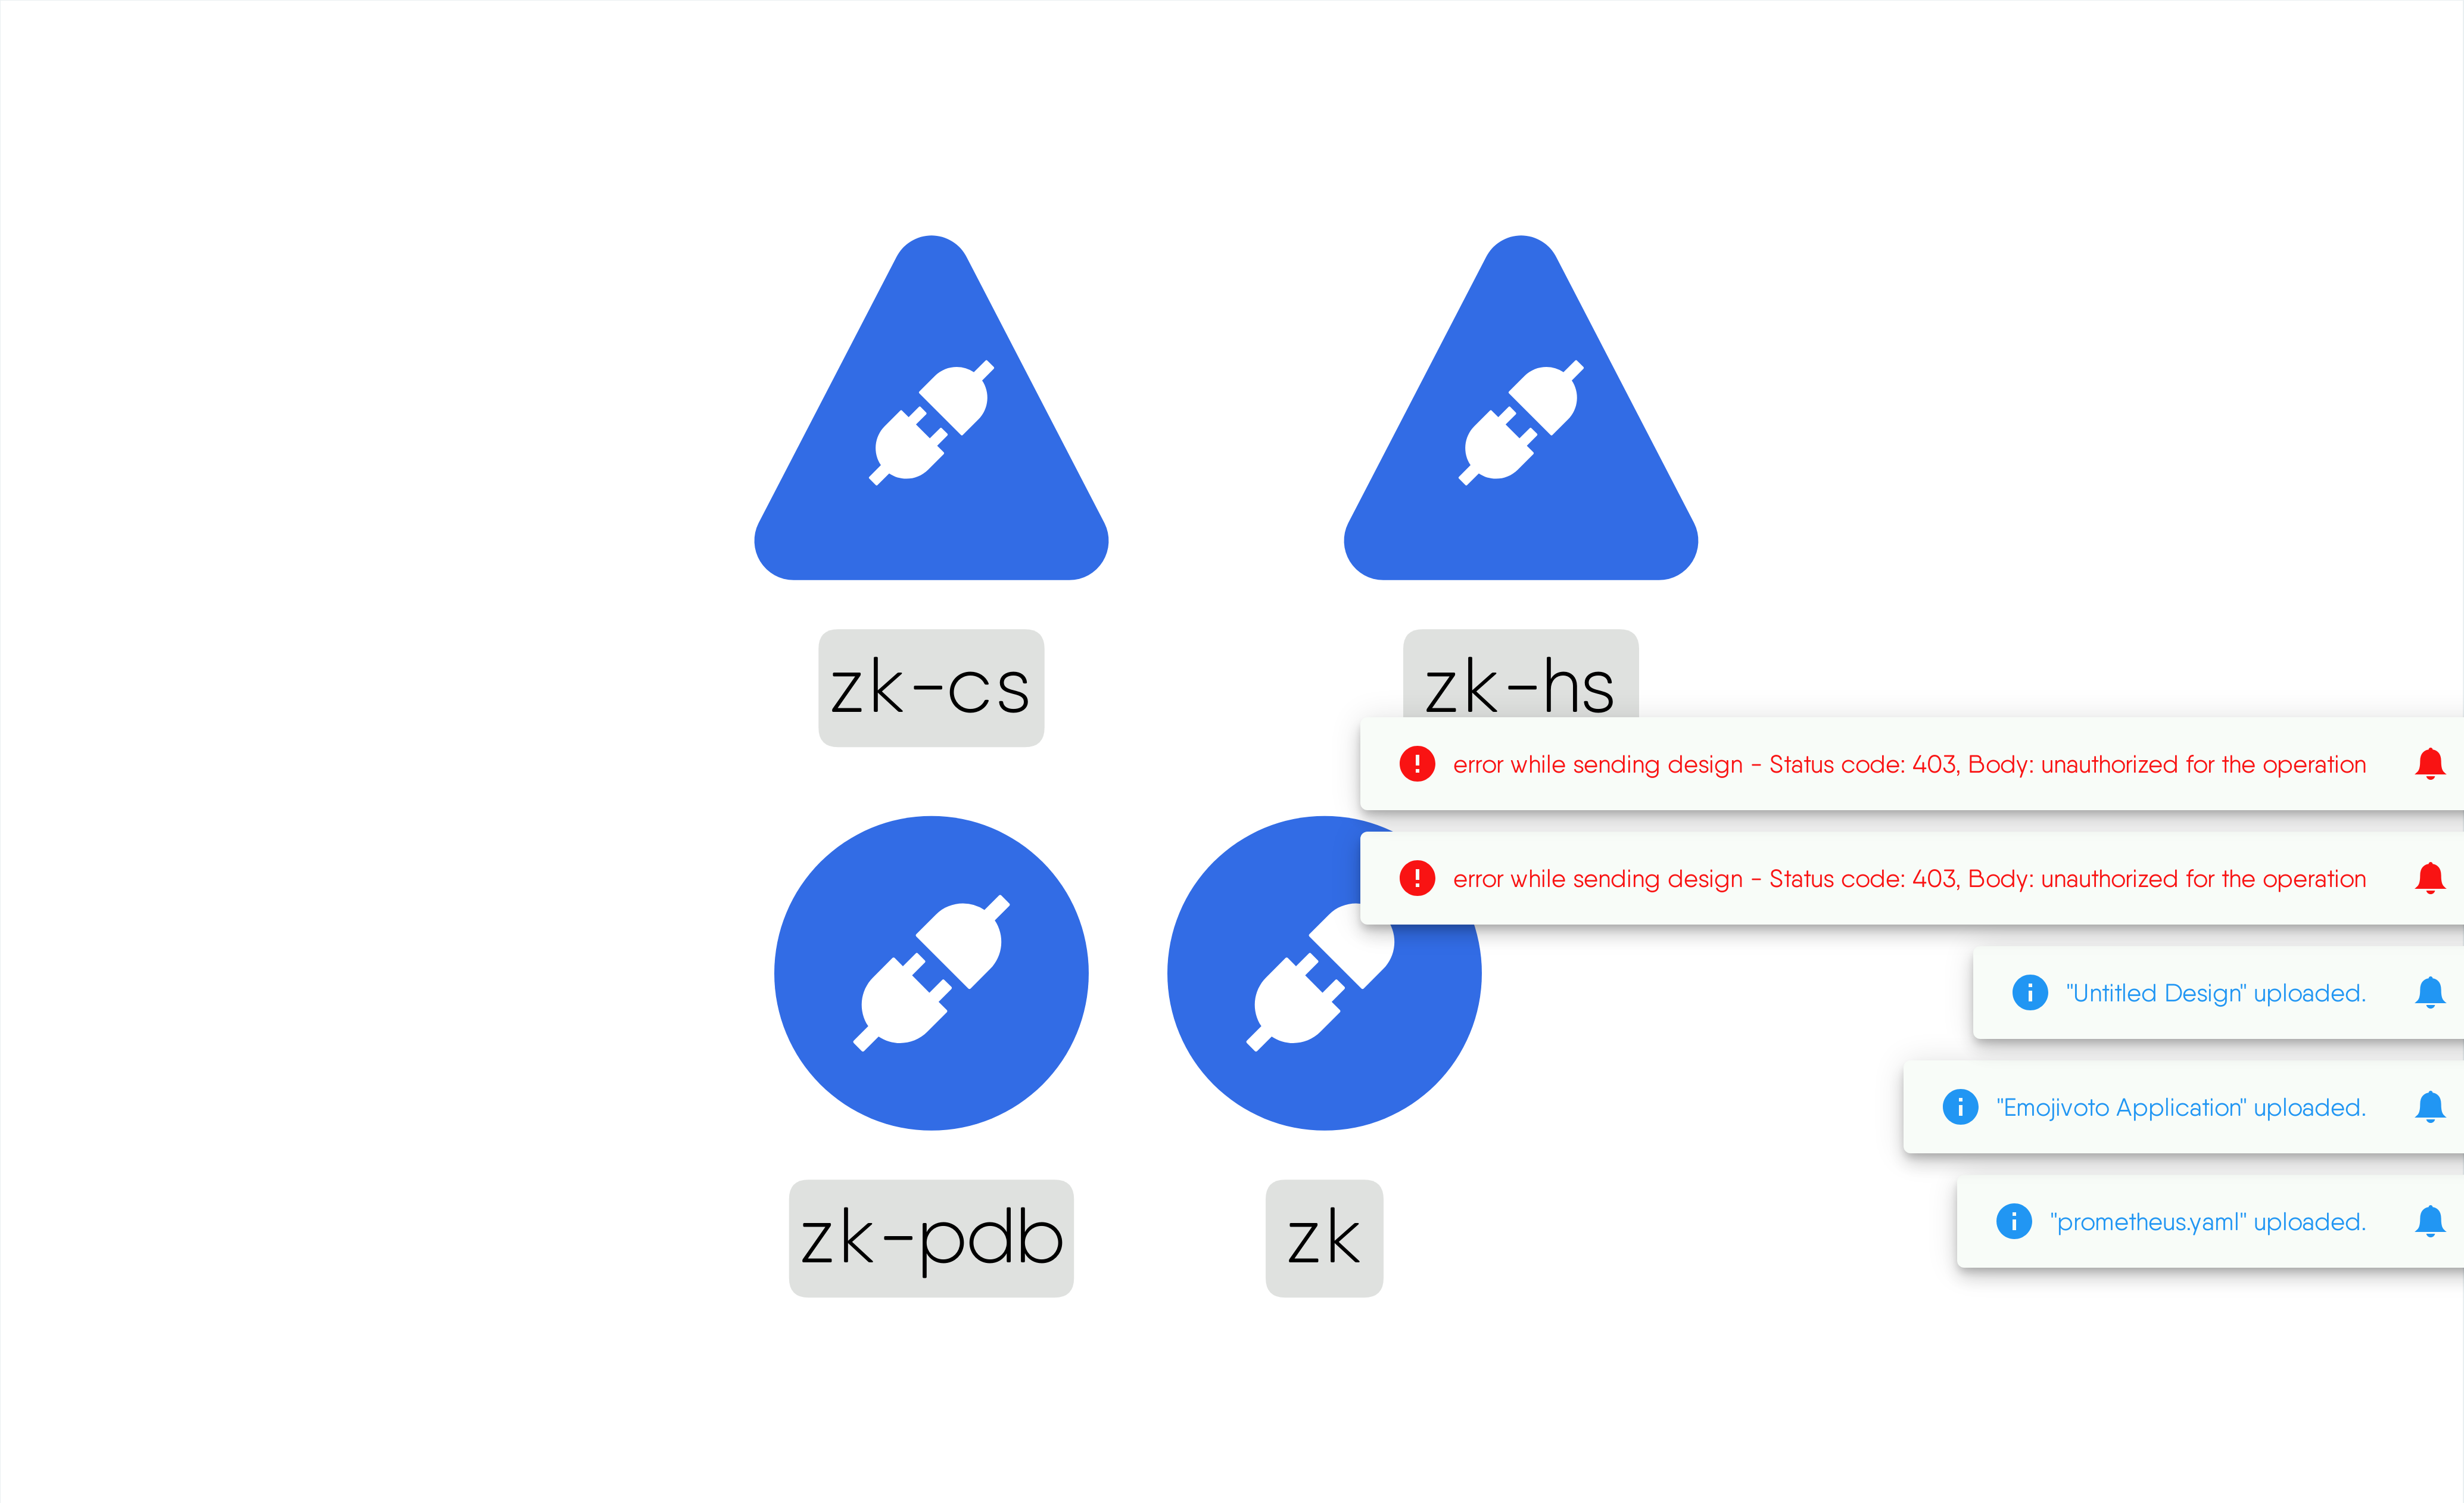 zk-cs
zk-hs
error while sending design - Status code: 403, Body: unauthorized for the operation
error while sending design - Status code: 403, Body: unauthorized for the operation
"Untitled Design" uploaded.
"Emojivoto Application" uploaded.
"prometheus.yaml" uploaded.
zk-pdb
zk